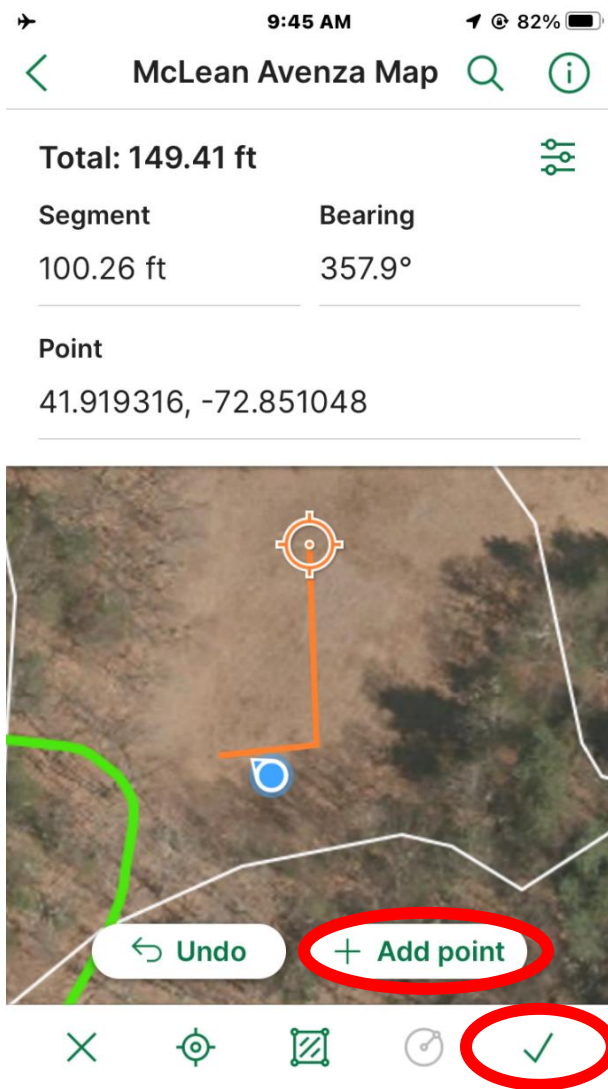 9:45 AM 82%
McLean Avenza Map
Total: 149.41 ft
Segment Bearing
100.26 ft 357.9°
Point
41.919316, -72.851048
Undo + Add point